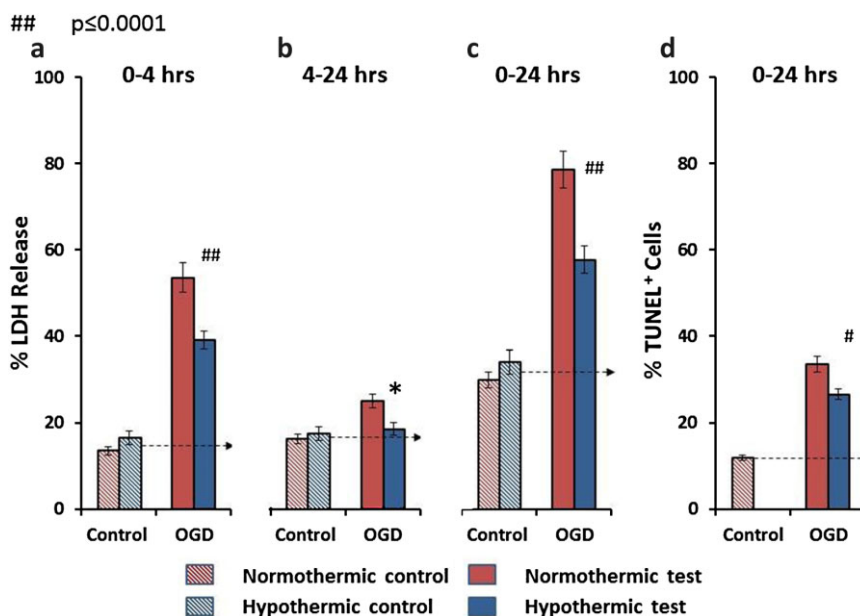 ## p≤0.0001
a b c d
0-4 hrs 4-24 hrs 0-24 hrs 0-24 hrs
100 100
80 80
## ##
60 60
% LDH Release % TUNEL⁺ Cells
40 40
* #
20 20
0 0
Control OGD Control OGD Control OGD Control OGD
Normothermic control Normothermic test
Hypothermic control Hypothermic test